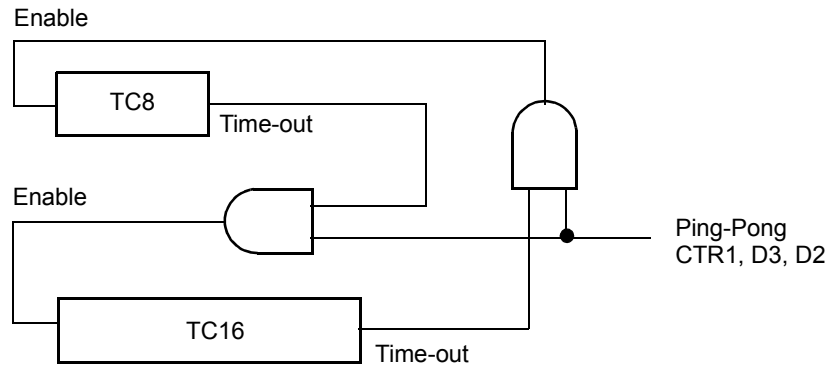 Enable
TC8
Time-out
Enable
Ping-Pong
CTR1, D3, D2
TC16
Time-out